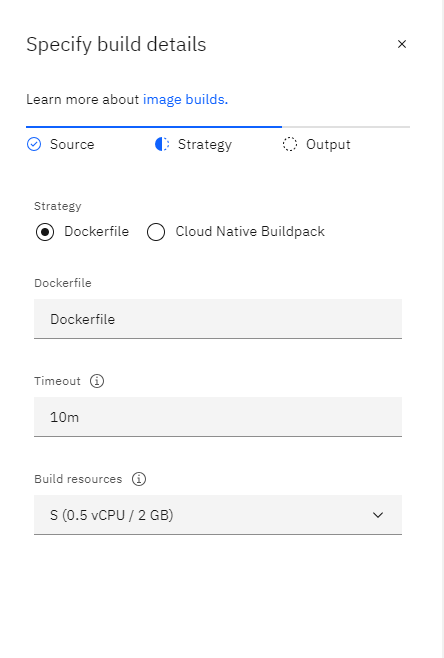 Specify build details
Learn more about image builds.
Source Strategy Output
Strategy
Dockerfile Cloud Native Buildpack
Dockerfile
Dockerfile
Timeout
10m
Build resources
S (0.5 vCPU / 2 GB)